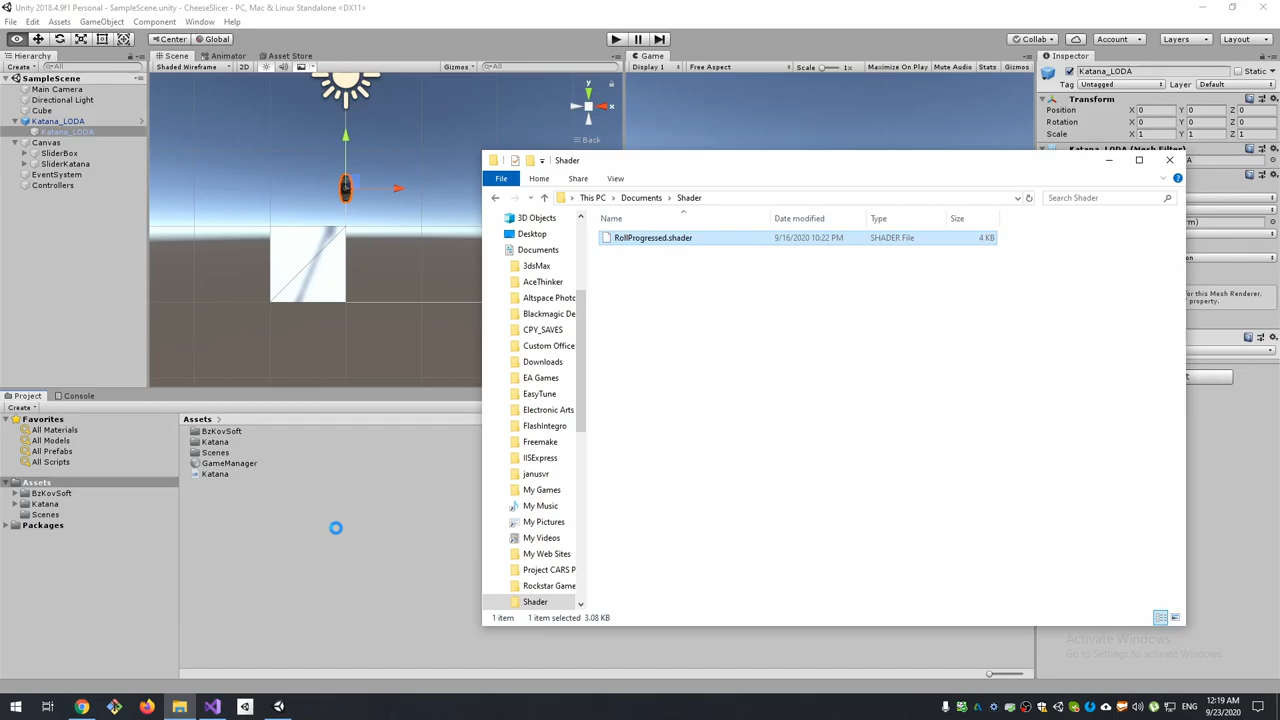 Unity 2018.4.9f1 Personal - SampleScene.unity - CheeseSlicer - PC, Mac & Linux Standalone <DX11>
File Edit Assets GameObject Component Window Help
Center Global Collab Account Layers Layout
Hierarchy
Create All
SampleScene
Main Camera
Directional Light
Cube
Katana_LODA
Katana_LODA
Canvas
SliderBox
SliderKatana
EventSystem
Controllers
Scene Animator Asset Store
Shaded Wireframe 2D Gizmos All
y
x
Back
Game
Display 1 Free Aspect Scale 1x Maximize On Play Mute Audio Stats Gizmos
Inspector
Katana_LODA Static
Tag Untagged Layer Default
Transform
Position X 0 Y 0 Z 0
Rotation X 0 Y 0 Z 0
Scale X 1 Y 1 Z 1
Katana_LODA (Mesh Filter)
for this Mesh Renderer,
property.
Project Console
Create
Favorites
All Materials
All Models
All Prefabs
All Scripts
Assets
BzKovSoft
Katana
Scenes
Packages
Assets
BzKovSoft
Katana
Scenes
GameManager
Katana
Shader
File Home Share View
This PC Documents Shader
Search Shader
Name Date modified Type Size
RollProgressed.shader 9/16/2020 10:22 PM SHADER File 4 KB
3D Objects
Desktop
Documents
3dsMax
AceThinker
Altspace Photo
Blackmagic De
CPY_SAVES
Custom Office
Downloads
EA Games
EasyTune
Electronic Arts
FlashIntegro
Freemake
IISExpress
janusvr
My Games
My Music
My Pictures
My Videos
My Web Sites
Project CARS P
Rockstar Game
Shader
1 item 1 item selected 3.08 KB
Activate Windows
Go to Settings to activate Windows.
12:19 AM
9/23/2020